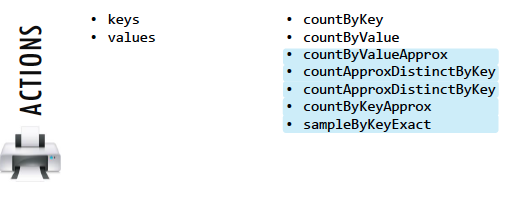 ACTIONS
• keys
• values
• countByKey
• countByValue
• countByValueApprox
• countApproxDistinctByKey
• countApproxDistinctByKey
• countByKeyApprox
• sampleByKeyExact